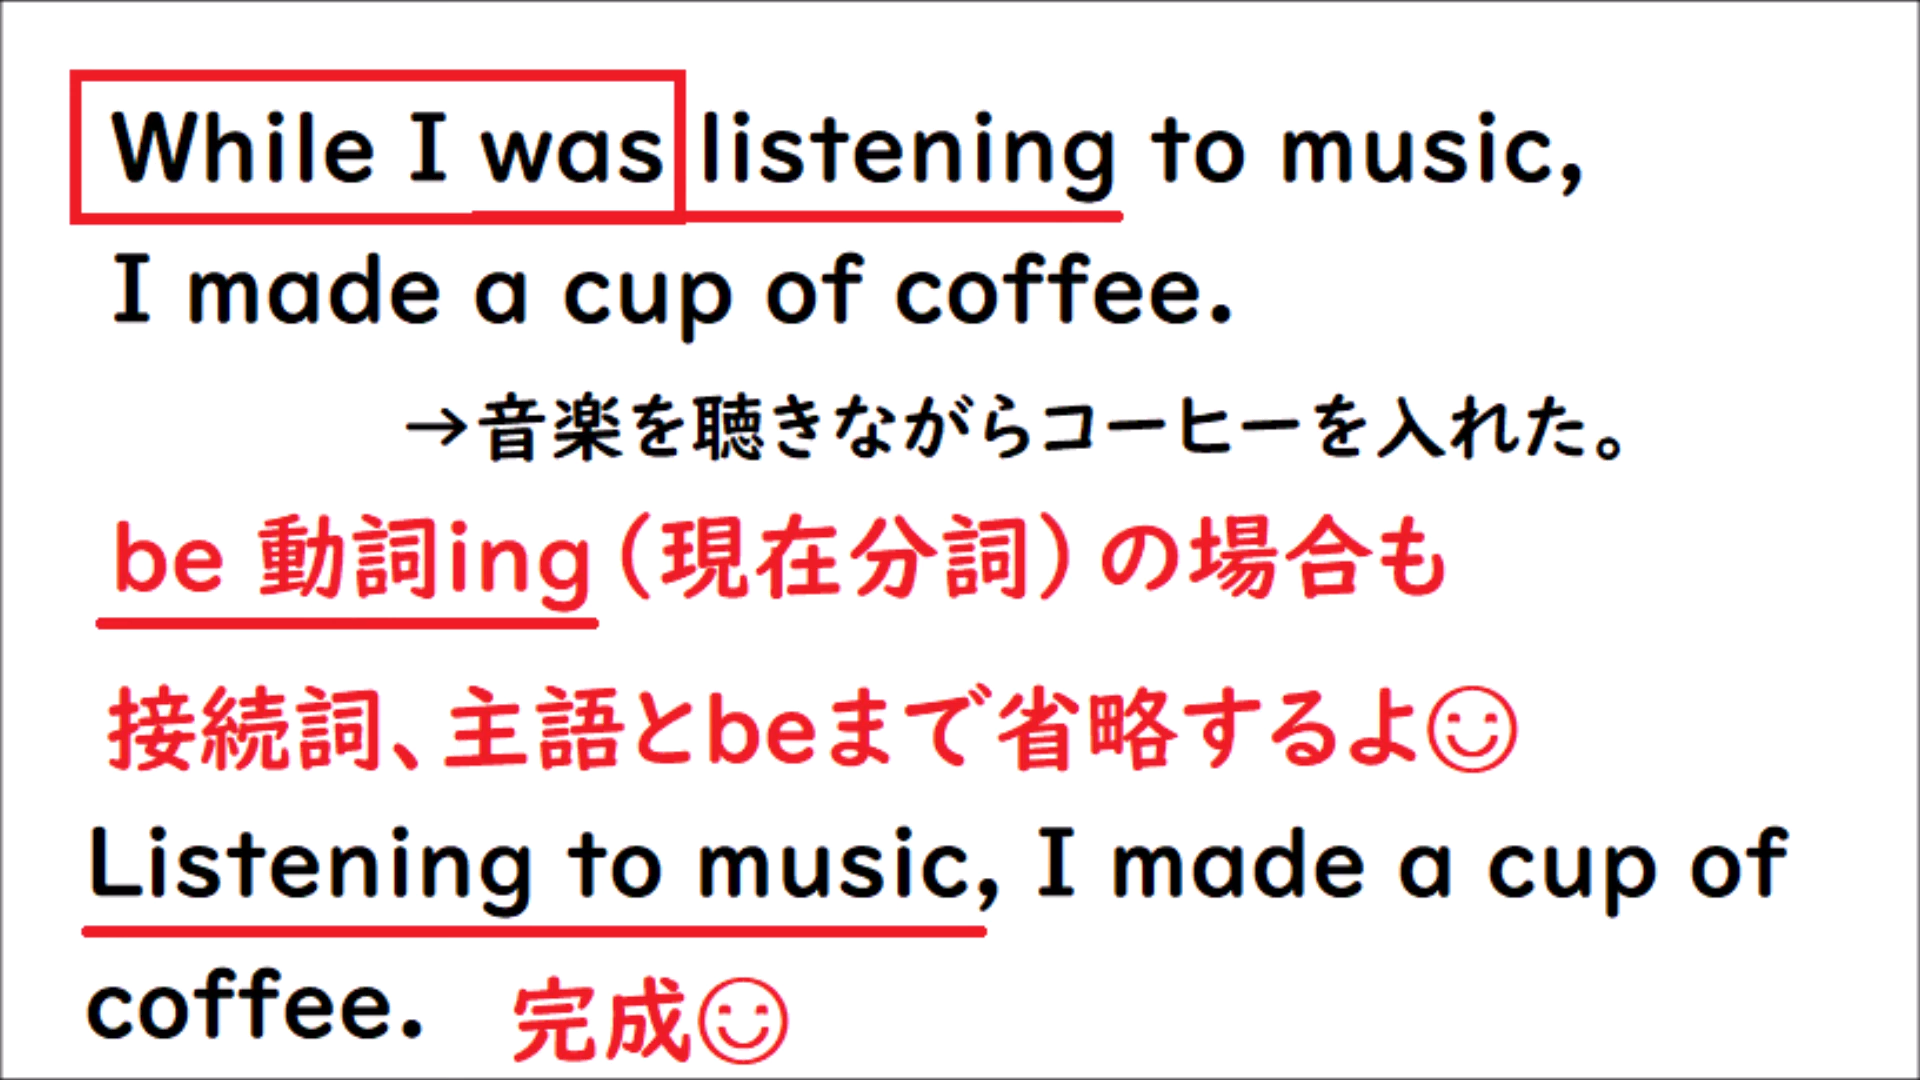 While I was listening to music,
I made a cup of coffee.
→音楽を聴きながらコーヒーを入れた。
be 動詞ing（現在分詞）の場合も
接続詞、主語とbeまで省略するよ☺
Listening to music, I made a cup of
coffee. 完成☺